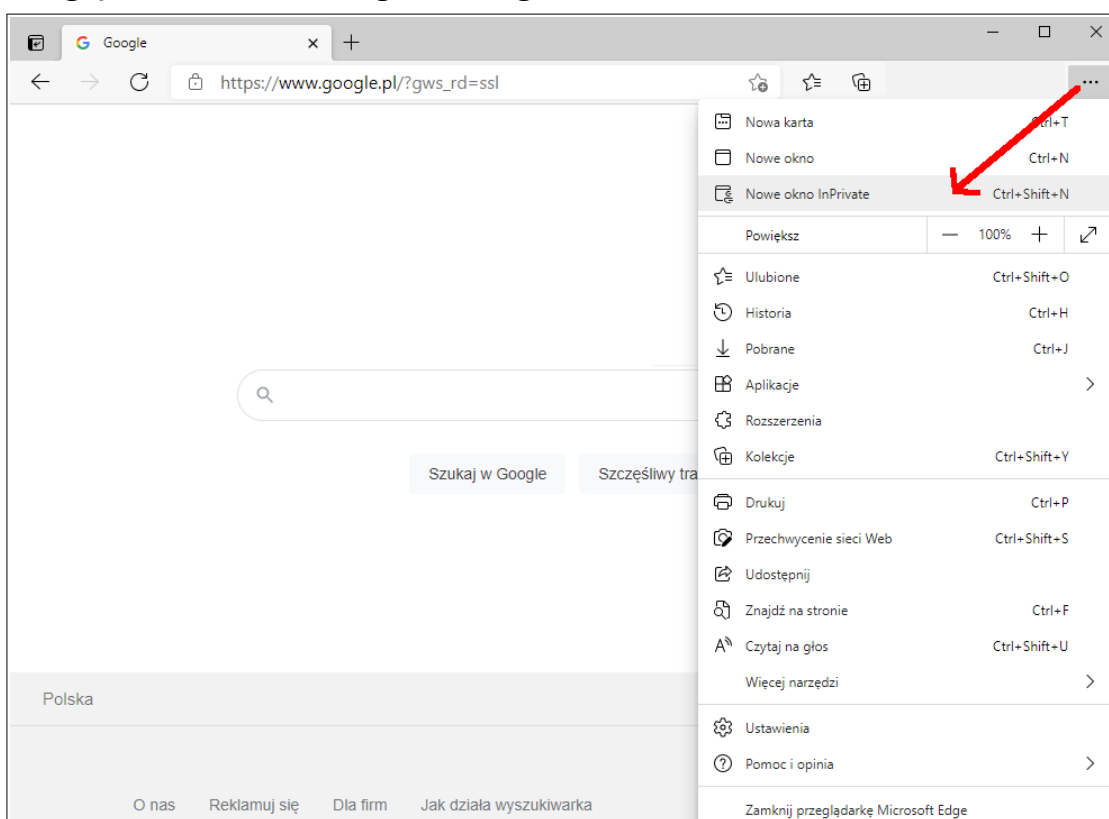 Google
https://www.google.pl/?gws_rd=ssl
Nowa karta Ctrl+T
Nowe okno Ctrl+N
Nowe okno InPrivate Ctrl+Shift+N
Powiększ — 100% +
Ulubione Ctrl+Shift+O
Historia Ctrl+H
Pobrane Ctrl+J
Aplikacje
Rozszerzenia
Kolekcje Ctrl+Shift+Y
Szukaj w Google Szczęśliwy tra
Drukuj Ctrl+P
Przechwycenie sieci Web Ctrl+Shift+S
Udostępnij
Znajdź na stronie Ctrl+F
Czytaj na głos Ctrl+Shift+U
Więcej narzędzi
Polska
Ustawienia
Pomoc i opinia
O nas Reklamuj się Dla firm Jak działa wyszukiwarka
Zamknij przeglądarkę Microsoft Edge